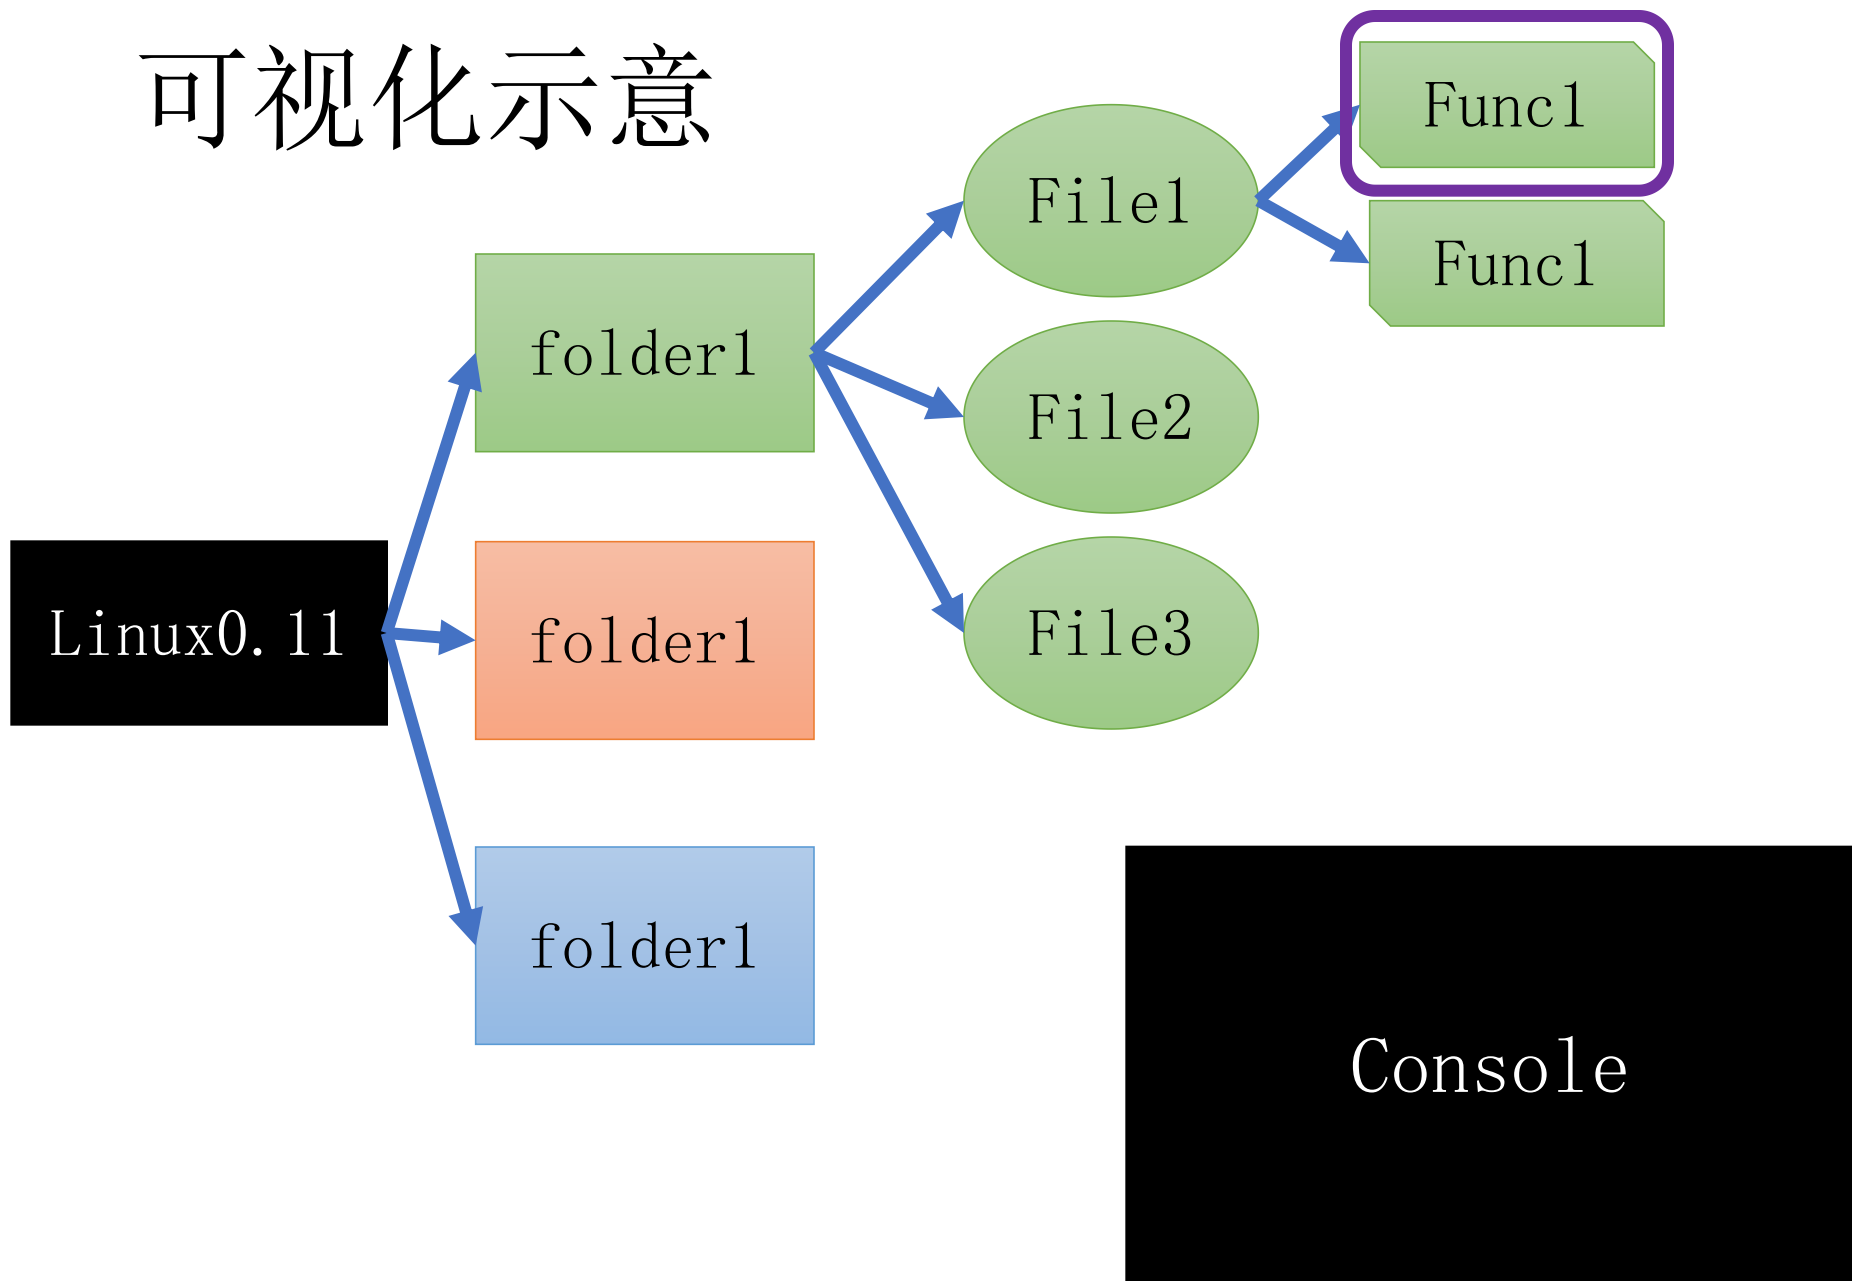 可视化示意
Func1
File1
Func1
folder1
File2
Linux0.11
folder1
File3
folder1
Console